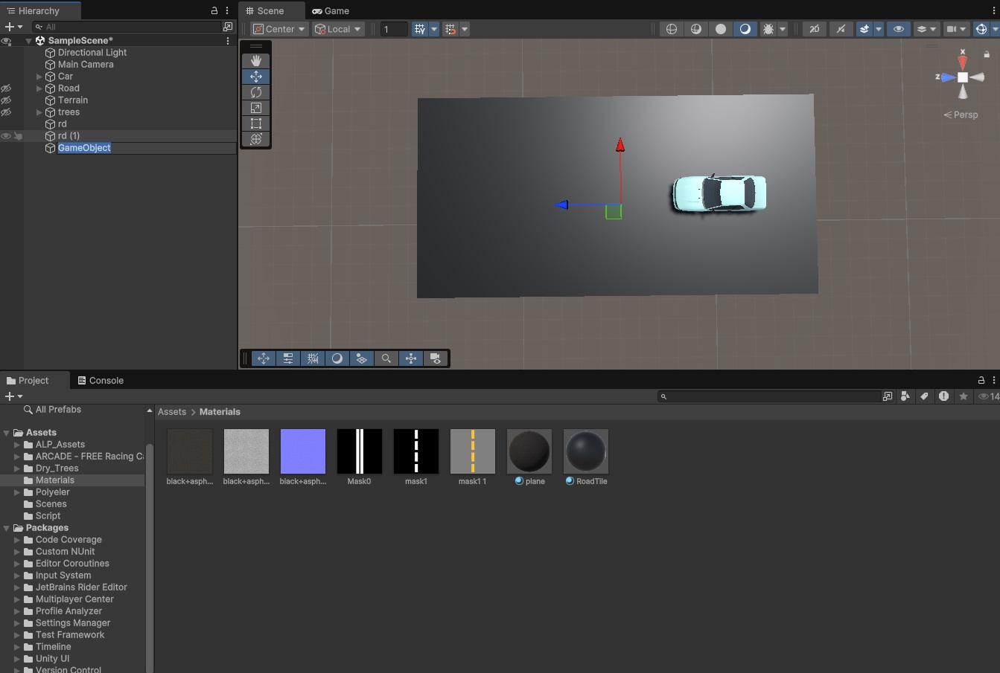 Hierarchy
All
SampleScene*
Directional Light
Main Camera
Car
Road
Terrain
trees
rd
rd (1)
GameObject
Scene
Game
Center
Local
1
2D
x
z
Persp
Project
Console
14
All Prefabs
Assets
ALP_Assets
ARCADE - FREE Racing Ca
Dry_Trees
Materials
Polyeler
Scenes
Script
Packages
Code Coverage
Custom NUnit
Editor Coroutines
Input System
JetBrains Rider Editor
Multiplayer Center
Profile Analyzer
Settings Manager
Test Framework
Timeline
Unity UI
Version Control
Assets > Materials
black+asph...
black+asph...
black+asph...
Mask0
mask1
mask1 1
plane
RoadTile